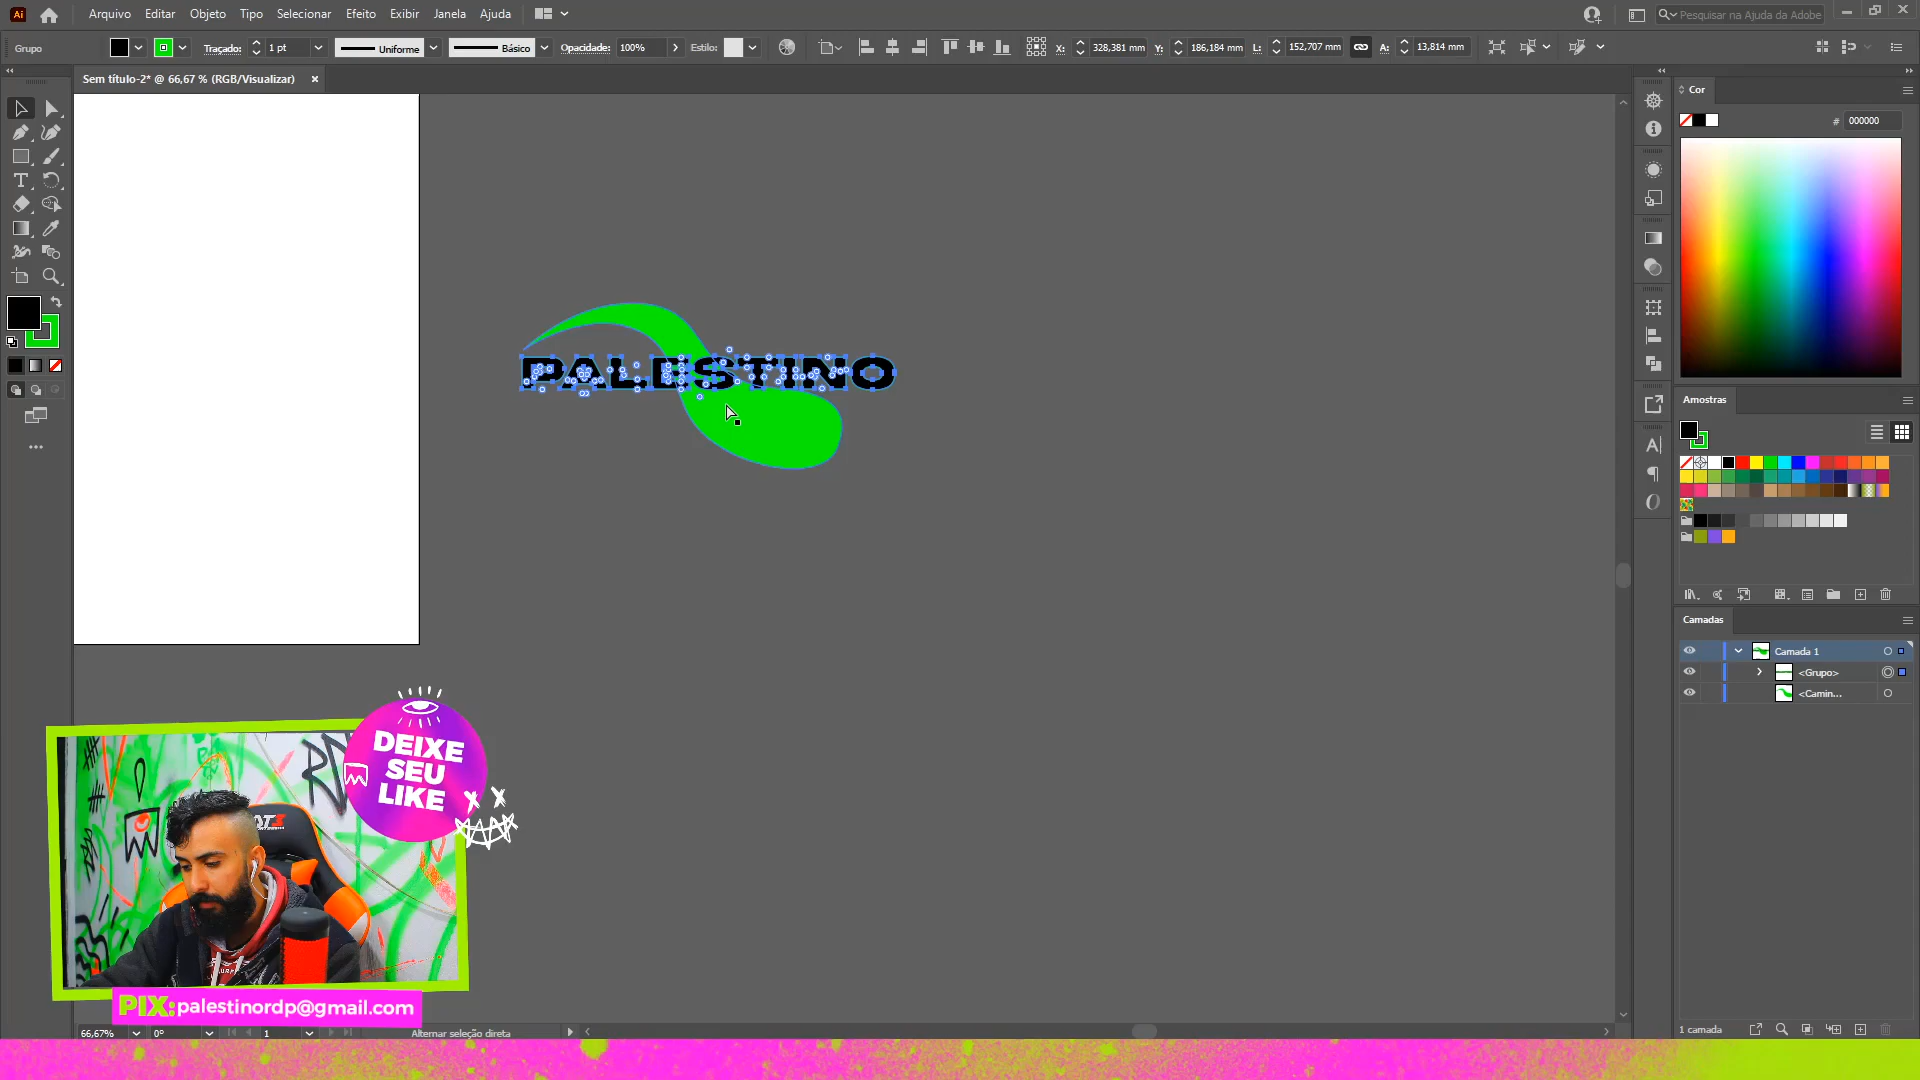 Ai
Arquivo Editar Objeto Tipo Selecionar Efeito Exibir Janela Ajuda
Pesquisar na Ajuda da Adobe
Grupo
Traçado: 1 pt
Uniforme
Básico
Opacidade: 100%
Estilo:
X: 328,381 mm
Y: 186,184 mm
L: 152,707 mm
A: 13,814 mm
Sem título-2* @ 66,67 % (RGB/Visualizar) ×
Cor
# 000000
PALESTINO
Amostras
Camadas
Camada 1
<Grupo>
<Camin...
DEIXE
SEU
LIKE
PIX: palestinordp@gmail.com
66,67%
0°
1
Alternar seleção direta
1 camada